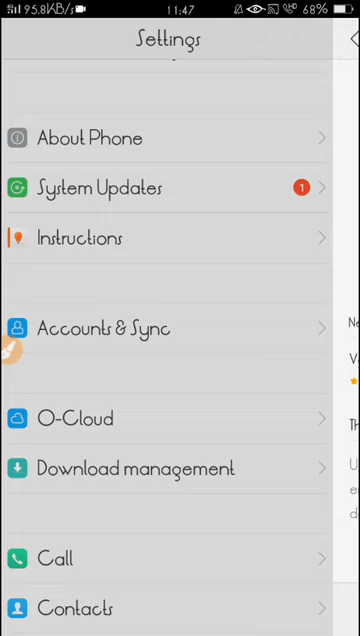 95.8KB/s 11:47 HD 68%
Settings
About Phone
System Updates 1
Instructions
Accounts & Sync
O-Cloud
Download management
Call
Contacts